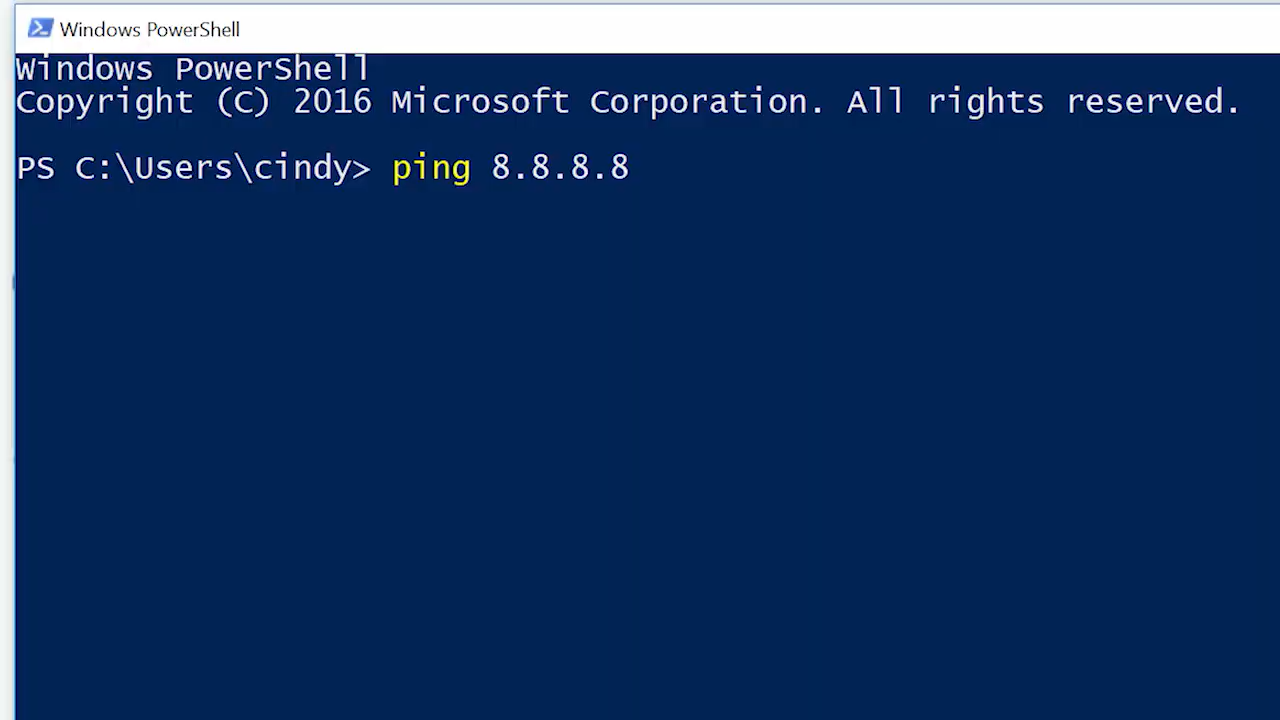 Windows PowerShell
Windows PowerShell
Copyright (C) 2016 Microsoft Corporation. All rights reserved.
PS C:\Users\cindy> ping 8.8.8.8